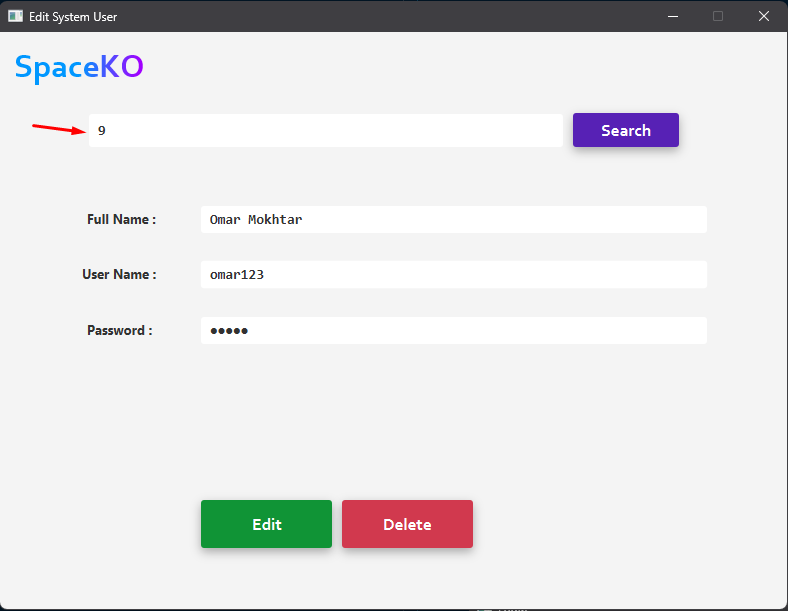 Edit System User
SpaceKO
9
Search
Full Name :
Omar Mokhtar
User Name :
omar123
Password :
●●●●●
Edit
Delete